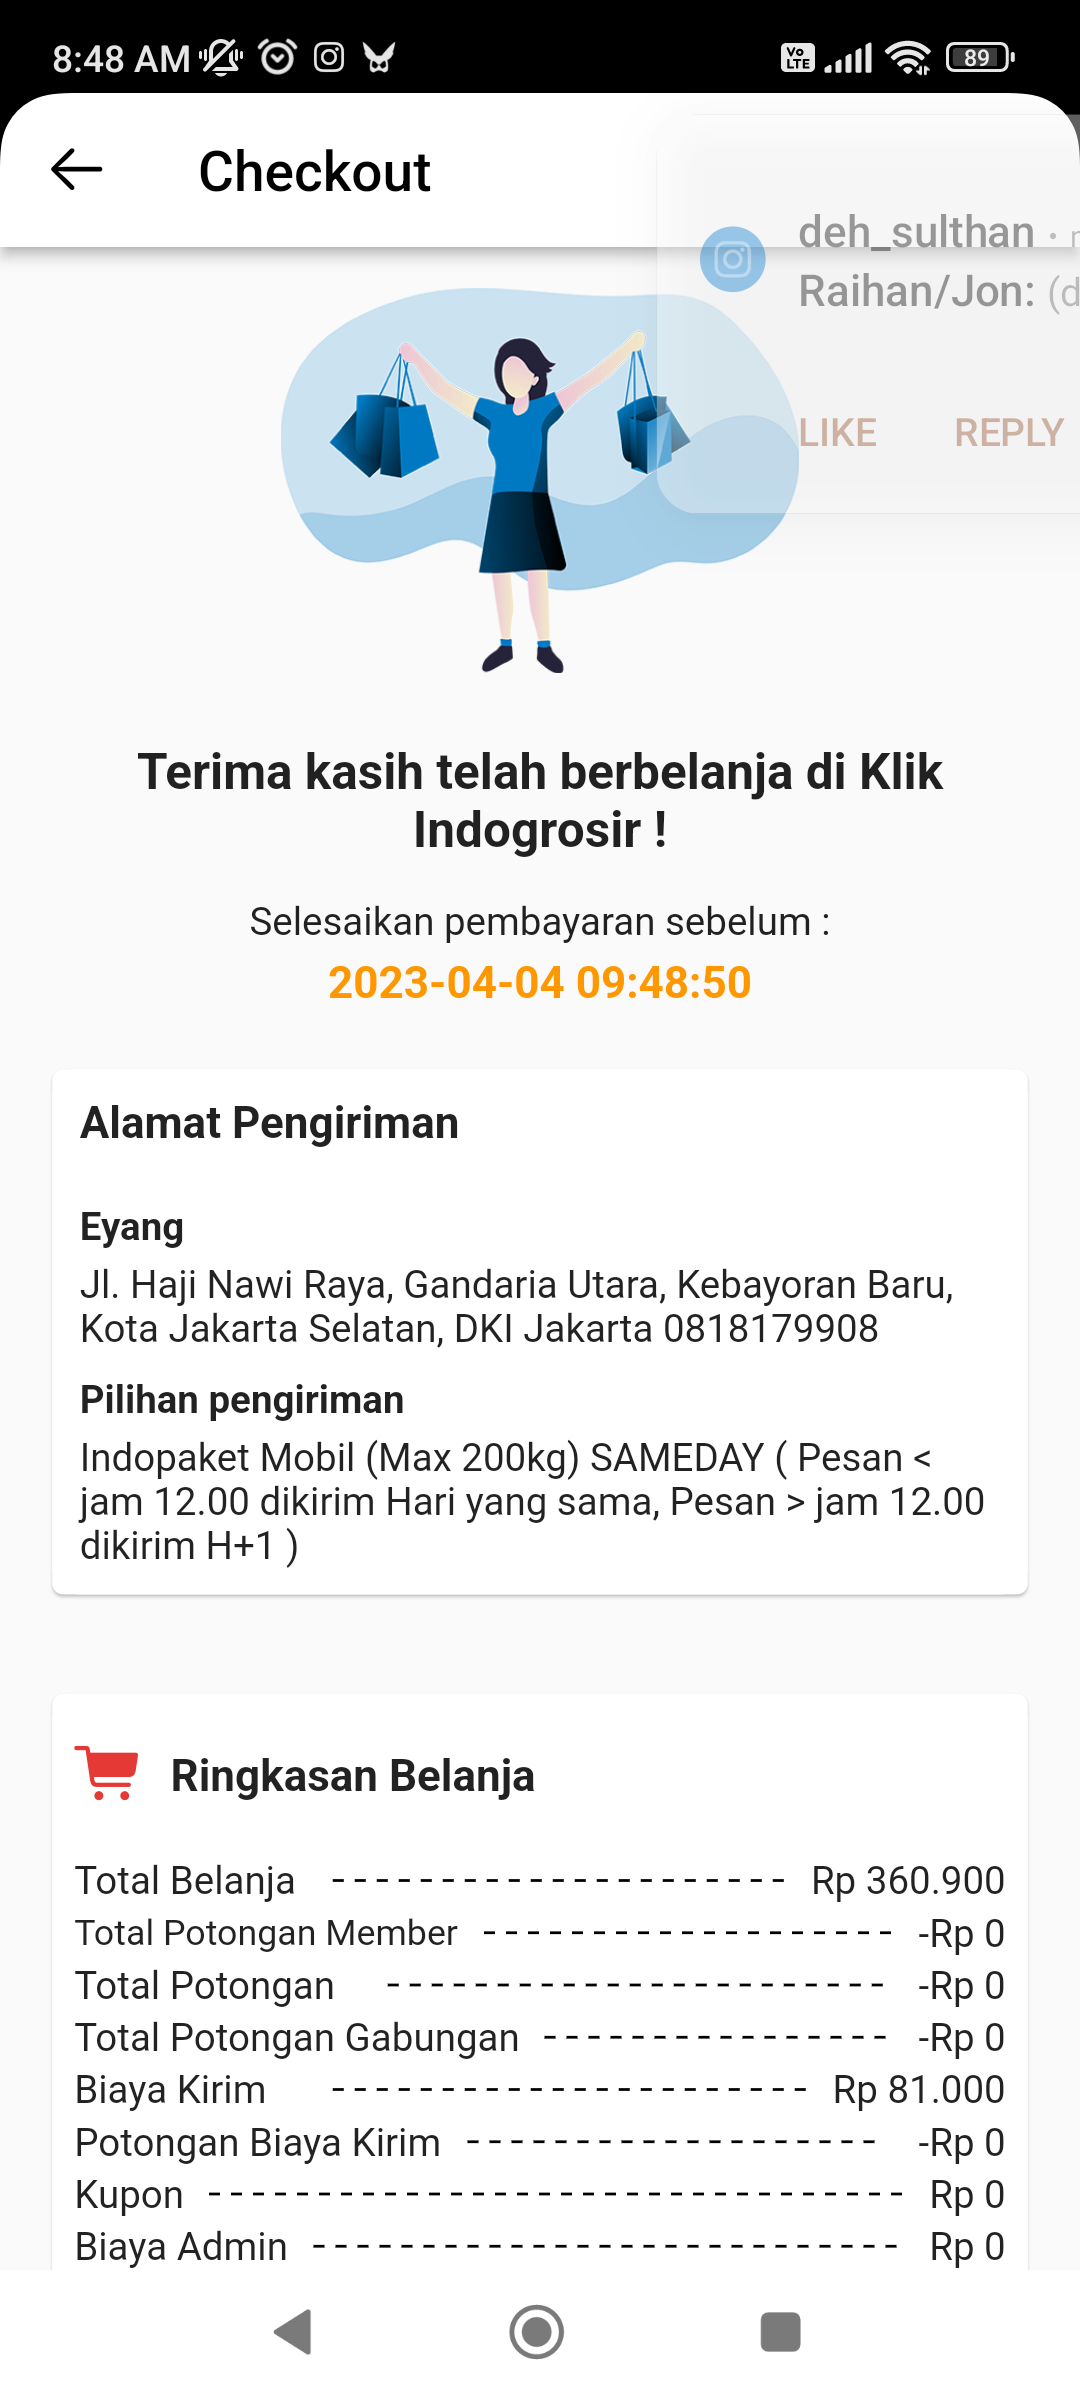 8:48 AM
Vo LTE
89
Checkout
deh_sulthan
Raihan/Jon: (d
LIKE REPLY
Terima kasih telah berbelanja di Klik
Indogrosir !
Selesaikan pembayaran sebelum :
2023-04-04 09:48:50
Alamat Pengiriman
Eyang
Jl. Haji Nawi Raya, Gandaria Utara, Kebayoran Baru,
Kota Jakarta Selatan, DKI Jakarta 0818179908
Pilihan pengiriman
Indopaket Mobil (Max 200kg) SAMEDAY ( Pesan <
jam 12.00 dikirim Hari yang sama, Pesan > jam 12.00
dikirim H+1 )
Ringkasan Belanja
Total Belanja Rp 360.900
Total Potongan Member -Rp 0
Total Potongan -Rp 0
Total Potongan Gabungan -Rp 0
Biaya Kirim Rp 81.000
Potongan Biaya Kirim -Rp 0
Kupon Rp 0
Biaya Admin Rp 0